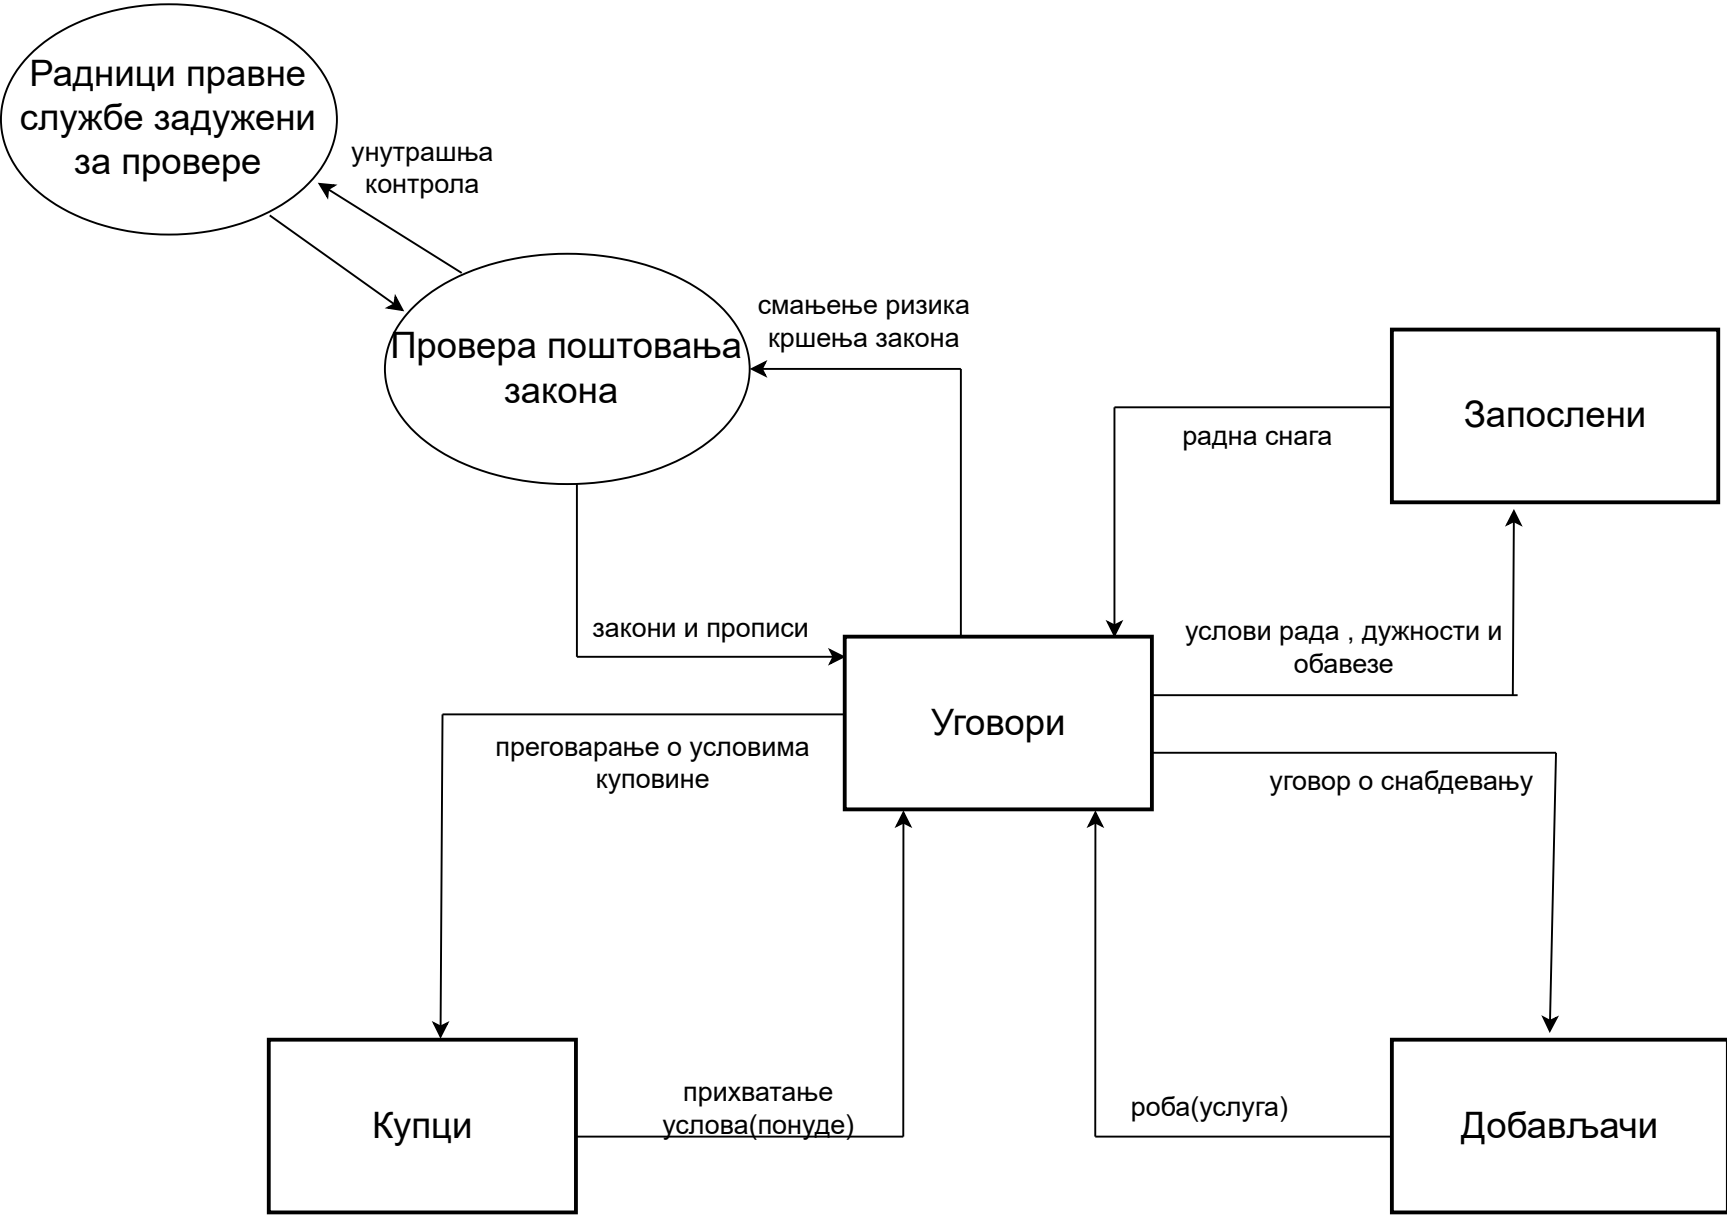 Радници правне
службе задужени
за провере
унутрашња
контрола
Провера поштовања
закона
смањење ризика
кршења закона
Запослени
радна снага
закони и прописи
услови рада , дужности и
обавезе
Уговори
преговарање о условима
куповине
уговор о снабдевању
Купци
прихватање
услова(понуде)
роба(услуга)
Добављачи